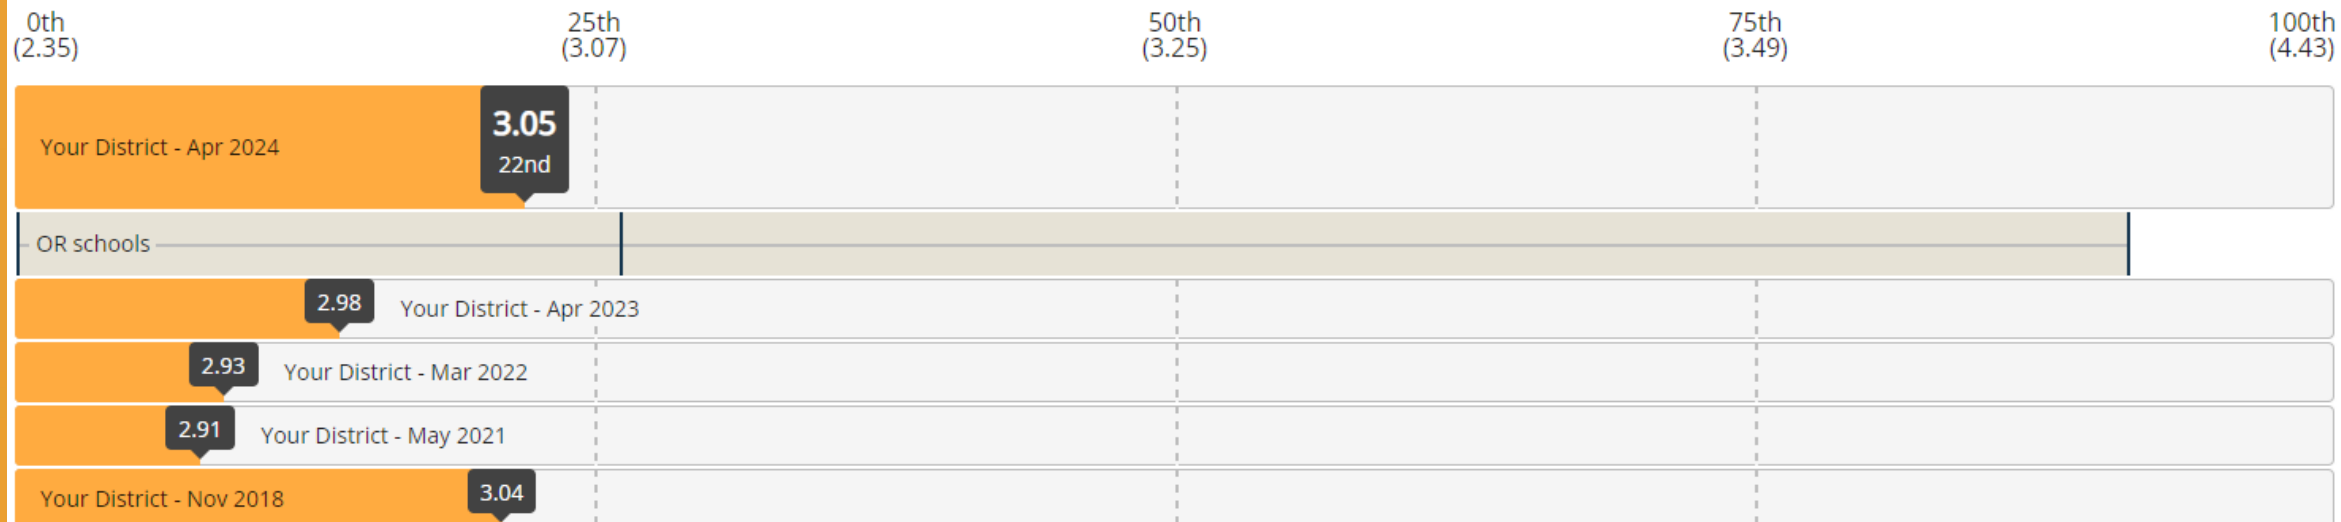 0th 25th 50th 75th 100th
(2.35) (3.07) (3.25) (3.49) (4.43)
3.05
Your District - Apr 2024
22nd
OR schools
2.98 Your District - Apr 2023
2.93 Your District - Mar 2022
2.91 Your District - May 2021
Your District - Nov 2018 3.04